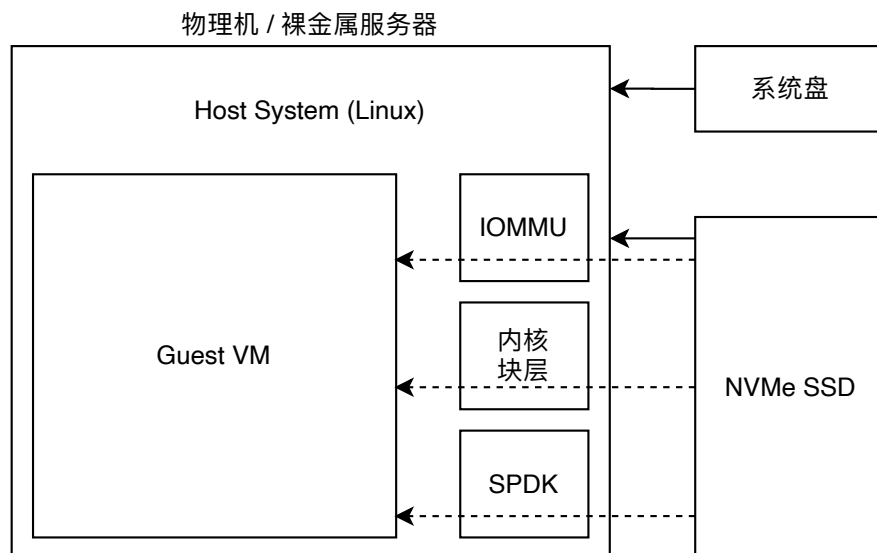 物理机 / 裸金属服务器
Host System (Linux)
系统盘
IOMMU
Guest VM
内核
块层
NVMe SSD
SPDK